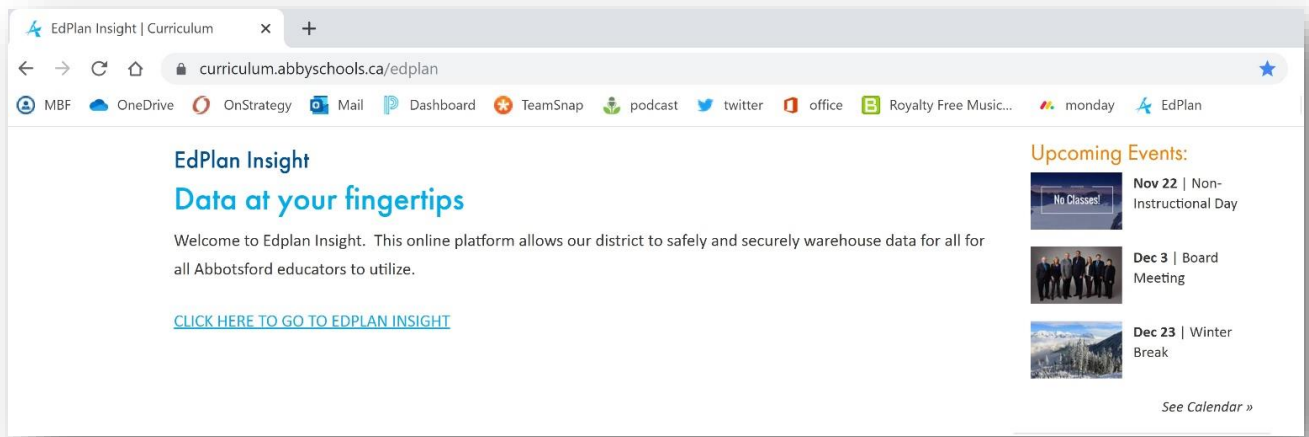 EdPlan Insight | Curriculum
curriculum.abbyschools.ca/edplan
MBF OneDrive OnStrategy Mail Dashboard TeamSnap podcast twitter office Royalty Free Music... monday EdPlan
EdPlan Insight
Data at your fingertips
Welcome to Edplan Insight. This online platform allows our district to safely and securely warehouse data for all for
all Abbotsford educators to utilize.
CLICK HERE TO GO TO EDPLAN INSIGHT
Upcoming Events:
No Classes!
Nov 22 | Non-
Instructional Day
Dec 3 | Board
Meeting
Dec 23 | Winter
Break
See Calendar »